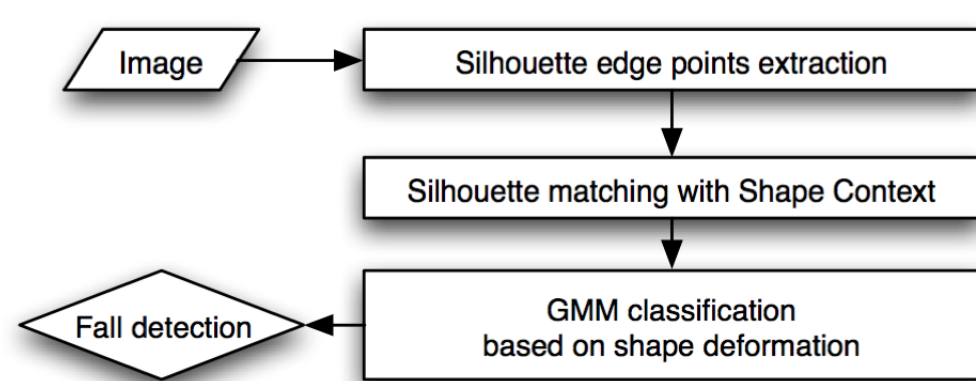 Image
Silhouette edge points extraction
Silhouette matching with Shape Context
GMM classification
based on shape deformation
Fall detection